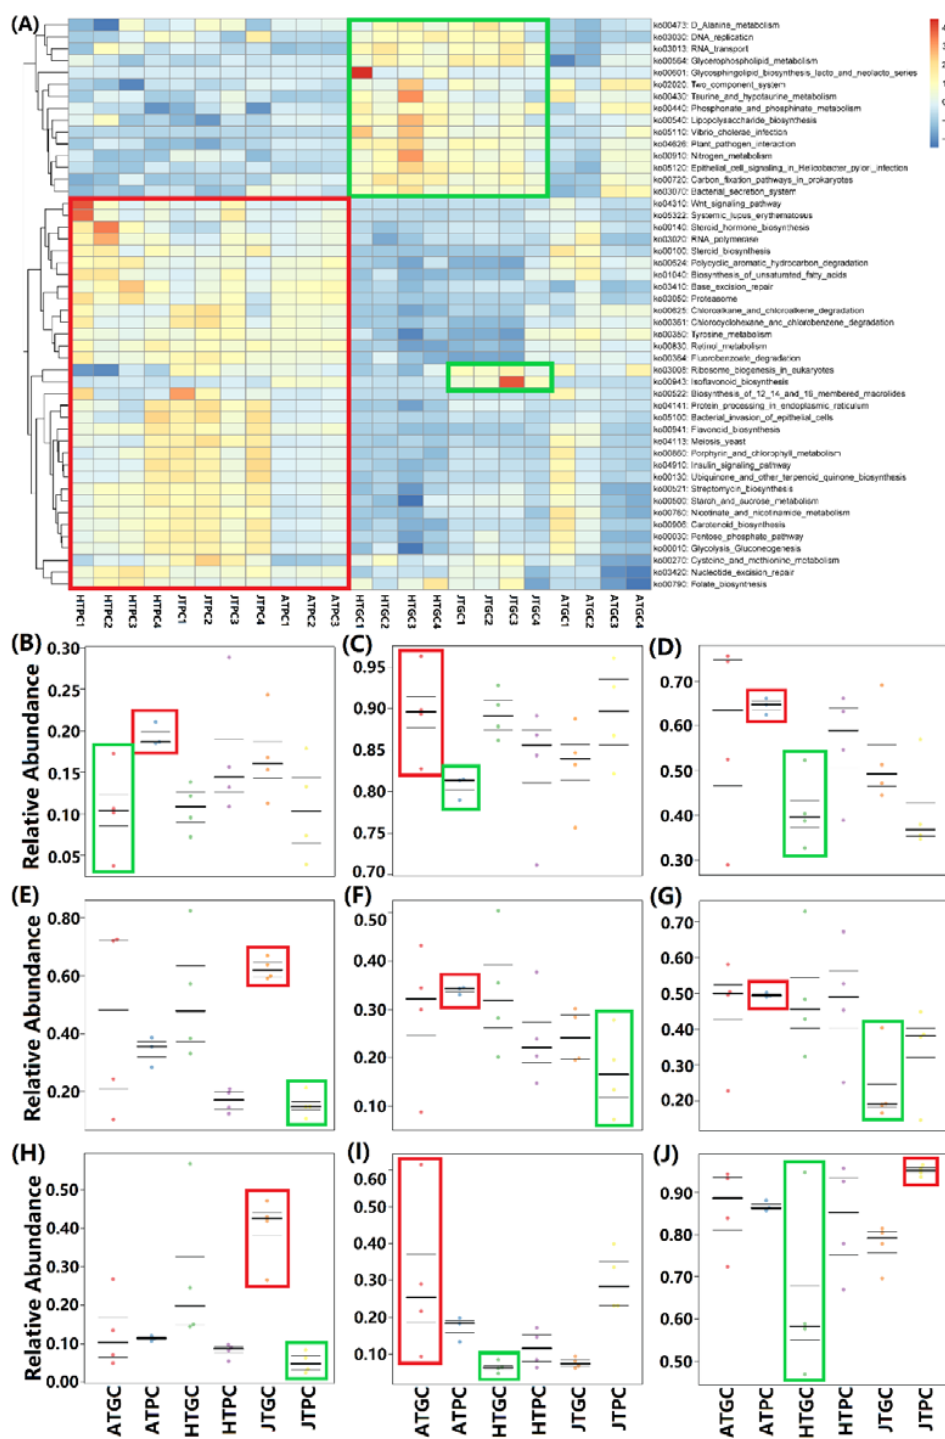 (A)
ko00473: D_Alanine_metabolism
ko03030: DNA_replication
ko03013: RNA_transport
ko00564: Glycerophospholipid_metabolism
ko00601: Glycosphingolipid_biosynthesis_lacto_and_neolacto_series
ko02020: Two_component_system
ko00430: Taurine_and_hypotaurine_metabolism
ko00440: Phosphonate_and_phosphinate_metabolism
ko00540: Lipopolysaccharide_biosynthesis
ko05110: Vibrio_cholerae_infection
ko04626: Plant_pathogen_interaction
ko00910: Nitrogen_metabolism
ko05120: Epithelial_cell_signaling_in_Helicobacter_pylori_infection
ko00720: Carbon_fixation_pathways_in_prokaryotes
ko03070: Bacterial_secretion_system
ko04310: Wnt_signaling_pathway
ko05322: Systemic_lupus_erythematosus
ko00140: Steroid_hormone_biosynthesis
ko03020: RNA_polymerase
ko00100: Steroid_biosynthesis
ko00624: Polycyclic_aromatic_hydrocarbon_degradation
ko01040: Biosynthesis_of_unsaturated_fatty_acids
ko03410: Base_excision_repair
ko03050: Proteasome
ko00625: Chloroalkane_and_chloroalkene_degradation
ko00361: Chlorocyclohexane_and_chlorobenzene_degradation
ko00350: Tyrosine_metabolism
ko00830: Retinol_metabolism
ko00364: Fluorobenzoate_degradation
ko03008: Ribosome_biogenesis_in_eukaryotes
ko00943: Isoflavonoid_biosynthesis
ko00522: Biosynthesis_of_12_14_and_16_membered_macrolides
ko04141: Protein_processing_in_endoplasmic_reticulum
ko05100: Bacterial_invasion_of_epithelial_cells
ko00941: Flavonoid_biosynthesis
ko04113: Meiosis_yeast
ko00860: Porphyrin_and_chlorophyll_metabolism
ko04910: Insulin_signaling_pathway
ko00130: Ubiquinone_and_other_terpenoid_quinone_biosynthesis
ko00521: Streptomycin_biosynthesis
ko00500: Starch_and_sucrose_metabolism
ko00760: Nicotinate_and_nicotinamide_metabolism
ko00906: Carotenoid_biosynthesis
ko00030: Pentose_phosphate_pathway
ko00010: Glycolysis_Gluconeogenesis
ko00270: Cysteine_and_methionine_metabolism
ko03420: Nucleotide_excision_repair
ko00790: Folate_biosynthesis
4
3
2
1
HTPC1 HTPC2 HTPC3 HTPC4 JTPC1 JTPC2 JTPC3 JTPC4 ATPC1 ATPC2 ATPC3 HTGC1 HTGC2 HTGC3 HTGC4 JTGC1 JTGC2 JTGC3 JTGC4 ATGC1 ATGC2 ATGC3 ATGC4
(B)
Relative Abundance
0.30
0.25
0.20
0.15
0.10
0.05
(C)
0.95
0.90
0.85
0.80
0.75
0.70
(D)
0.70
0.60
0.50
0.40
0.30
(E)
Relative Abundance
0.80
0.60
0.40
0.20
(F)
0.50
0.40
0.30
0.20
0.10
(G)
0.70
0.60
0.50
0.40
0.30
0.20
(H)
Relative Abundance
0.50
0.40
0.30
0.20
0.10
0.00
ATGC ATPC HTGC HTPC JTGC JTPC
(I)
0.60
0.50
0.40
0.30
0.20
0.10
ATGC ATPC HTGC HTPC JTGC JTPC
(J)
0.90
0.80
0.70
0.60
0.50
ATGC ATPC HTGC HTPC JTGC JTPC